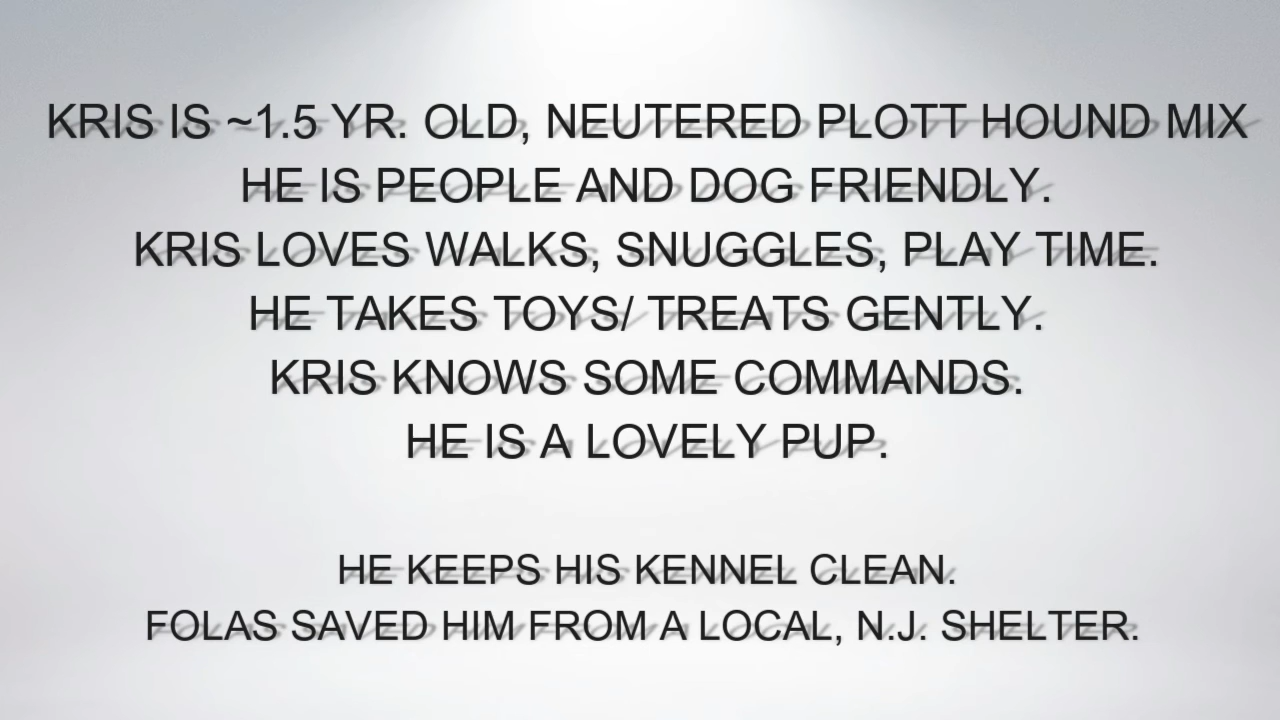 KRIS IS ~1.5 YR. OLD, NEUTERED PLOTT HOUND MIX
HE IS PEOPLE AND DOG FRIENDLY.
KRIS LOVES WALKS, SNUGGLES, PLAY TIME.
HE TAKES TOYS/ TREATS GENTLY.
KRIS KNOWS SOME COMMANDS.
HE IS A LOVELY PUP.
HE KEEPS HIS KENNEL CLEAN.
FOLAS SAVED HIM FROM A LOCAL, N.J. SHELTER.